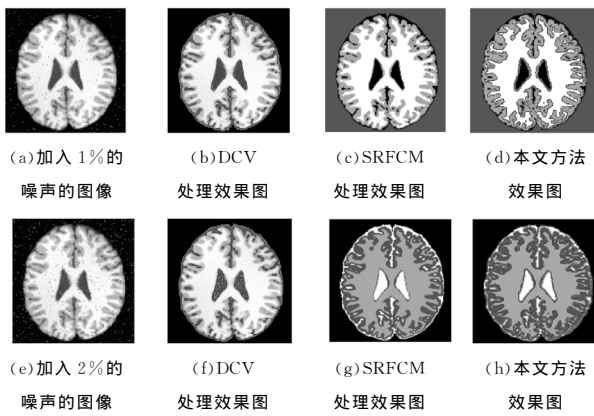 (a)加入 1%的 (b)DCV (c)SRFCM (d)本文方法
噪声的图像 处理效果图 处理效果图 效果图
(e)加入 2%的 (f)DCV (g)SRFCM (h)本文方法
噪声的图像 处理效果图 处理效果图 效果图